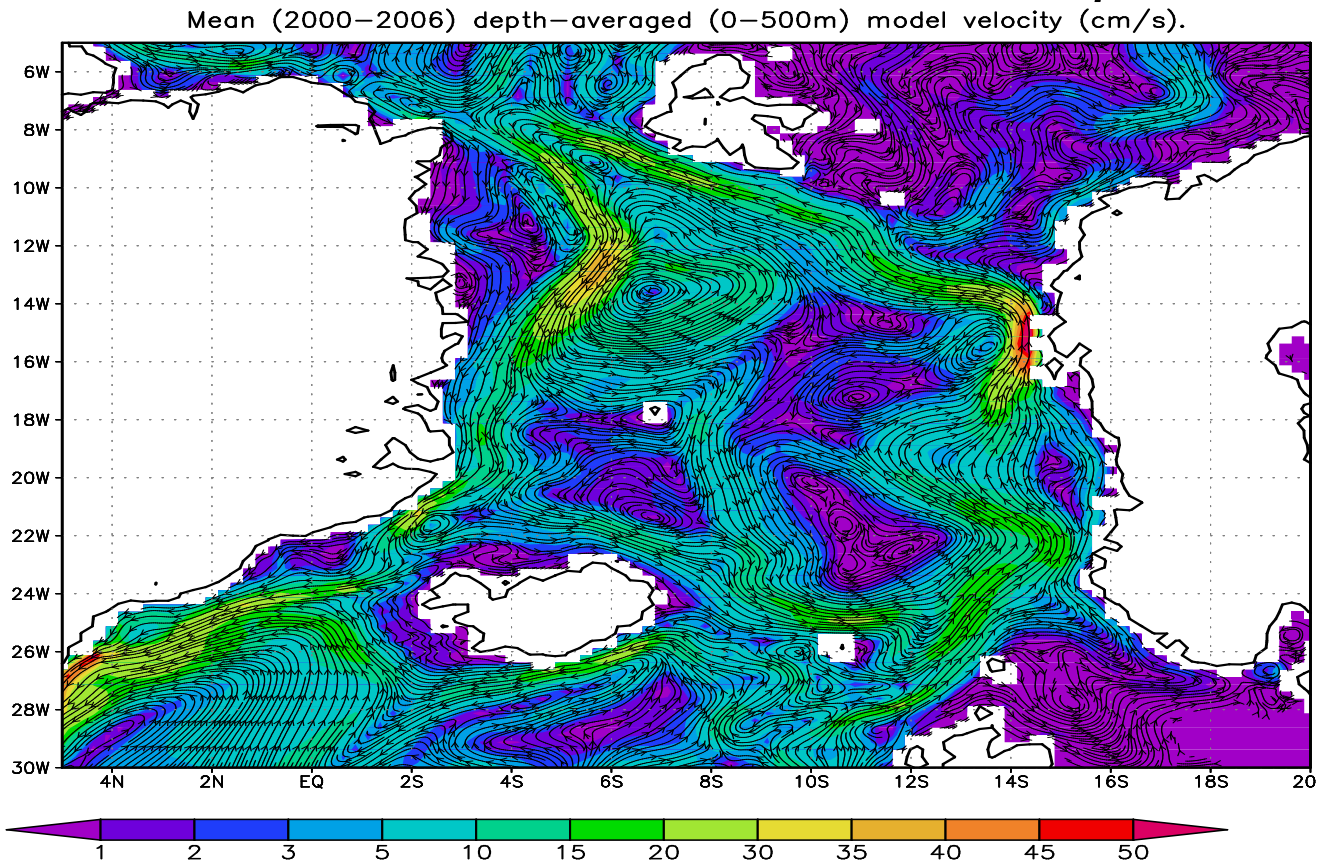 Mean (2000−2006) depth−averaged (0−500m) model velocity (cm/s).
6W
8W
10W
12W
14W
16W
18W
20W
22W
24W
26W
28W
30W
4N 2N EQ 2S 4S 6S 8S 10S 12S 14S 16S 18S 20
1 2 3 5 10 15 20 30 35 40 45 50